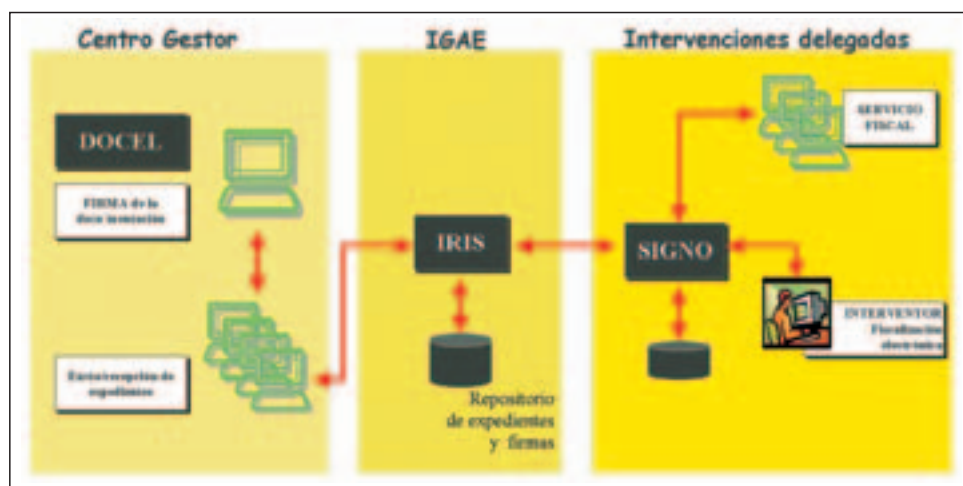 Centro Gestor
IGAE
Intervenciones delegadas
DOCEL
FIRMA de la
documentación
Envío/recepción de
expedientes
IRIS
Repositorio
de expedientes
y firmas
SERVICIO
FISCAL
SIGNO
INTERVENTOR
Fiscalización
electrónica